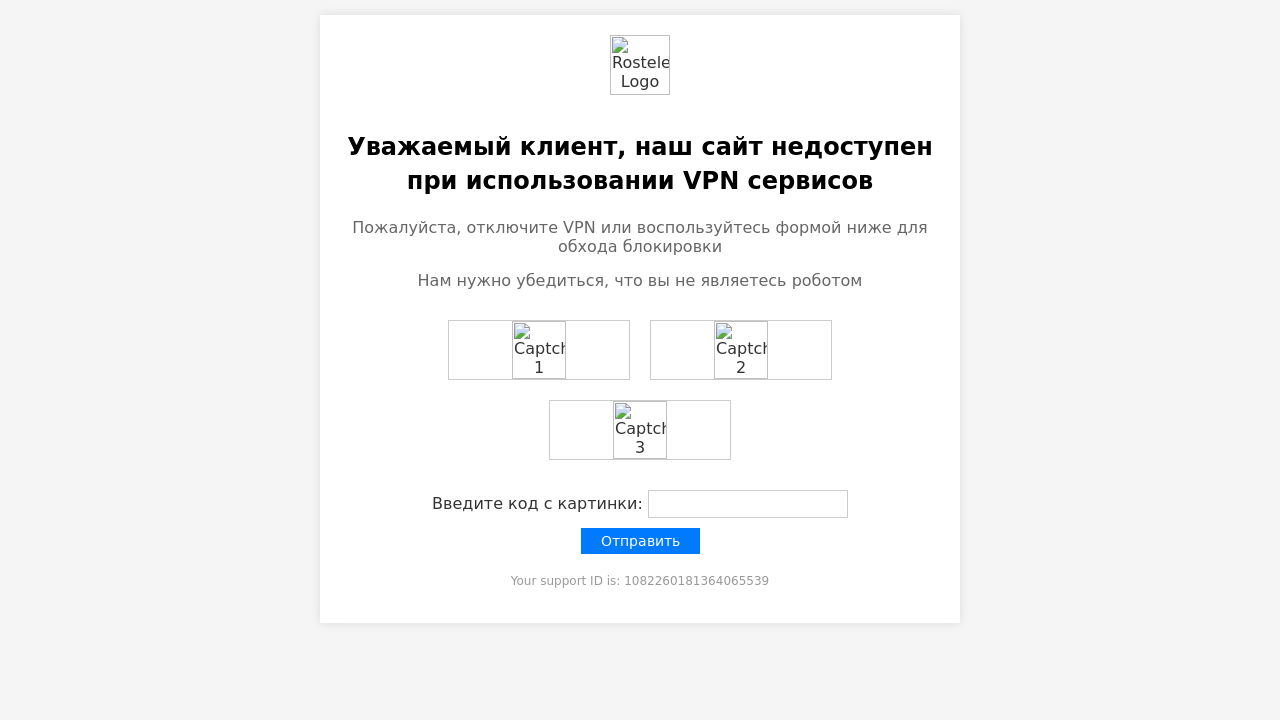 Rostele
Logo
Уважаемый клиент, наш сайт недоступен
при использовании VPN сервисов
Пожалуйста, отключите VPN или воспользуйтесь формой ниже для
обхода блокировки
Нам нужно убедиться, что вы не являетесь роботом
Captch
1
Captch
2
Captch
3
Введите код с картинки:
Отправить
Your support ID is: 1082260181364065539